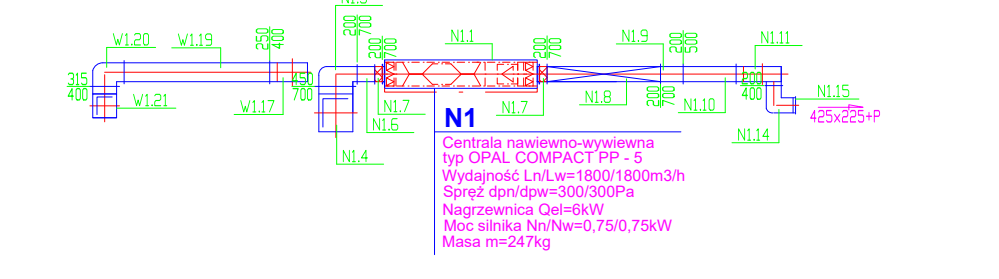 W1.20
W1.19
250
400
200
700
200
700
N1.1
200
700
N1.9
200
500
N1.11
315
400
W1.21
W1.17
450
700
N1.7
N1.6
N1.4
N1.7
N1.8
200
700
N1.10
200
400
N1.15
425x225+P
N1.14
N1
Centrala nawiewno-wywiewna
typ OPAL COMPACT PP - 5
Wydajność Ln/Lw=1800/1800m3/h
Spręż dpn/dpw=300/300Pa
Nagrzewnica Qel=6kW
Moc silnika Nn/Nw=0,75/0,75kW
Masa m=247kg